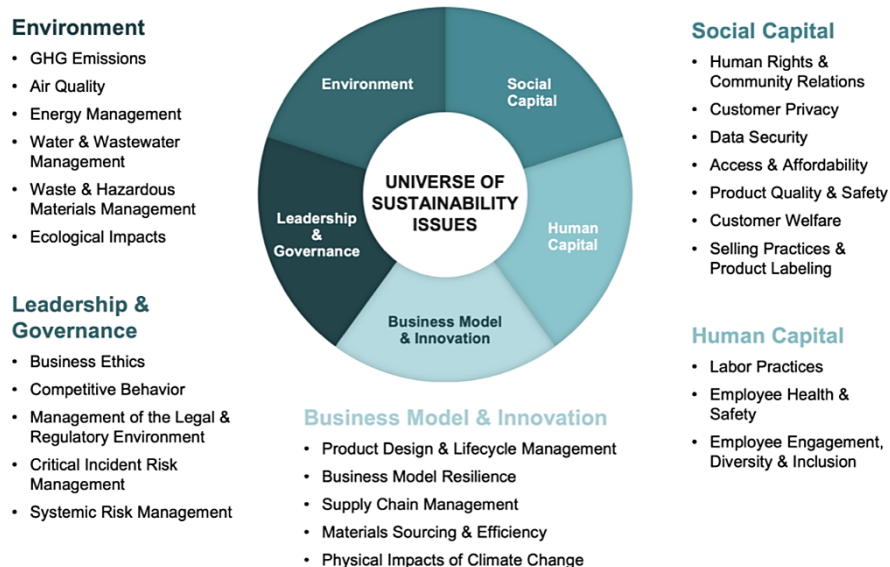 Environment
• GHG Emissions
• Air Quality
• Energy Management
• Water & Wastewater
Management
• Waste & Hazardous
Materials Management
• Ecological Impacts
Leadership &
Governance
• Business Ethics
• Competitive Behavior
• Management of the Legal &
Regulatory Environment
• Critical Incident Risk
Management
• Systemic Risk Management
Environment
Social
Capital
Leadership
&
Governance
UNIVERSE OF
SUSTAINABILITY
ISSUES
Human
Capital
Business Model
& Innovation
Business Model & Innovation
• Product Design & Lifecycle Management
• Business Model Resilience
• Supply Chain Management
• Materials Sourcing & Efficiency
• Physical Impacts of Climate Change
Social Capital
• Human Rights &
Community Relations
• Customer Privacy
• Data Security
• Access & Affordability
• Product Quality & Safety
• Customer Welfare
• Selling Practices &
Product Labeling
Human Capital
• Labor Practices
• Employee Health &
Safety
• Employee Engagement,
Diversity & Inclusion